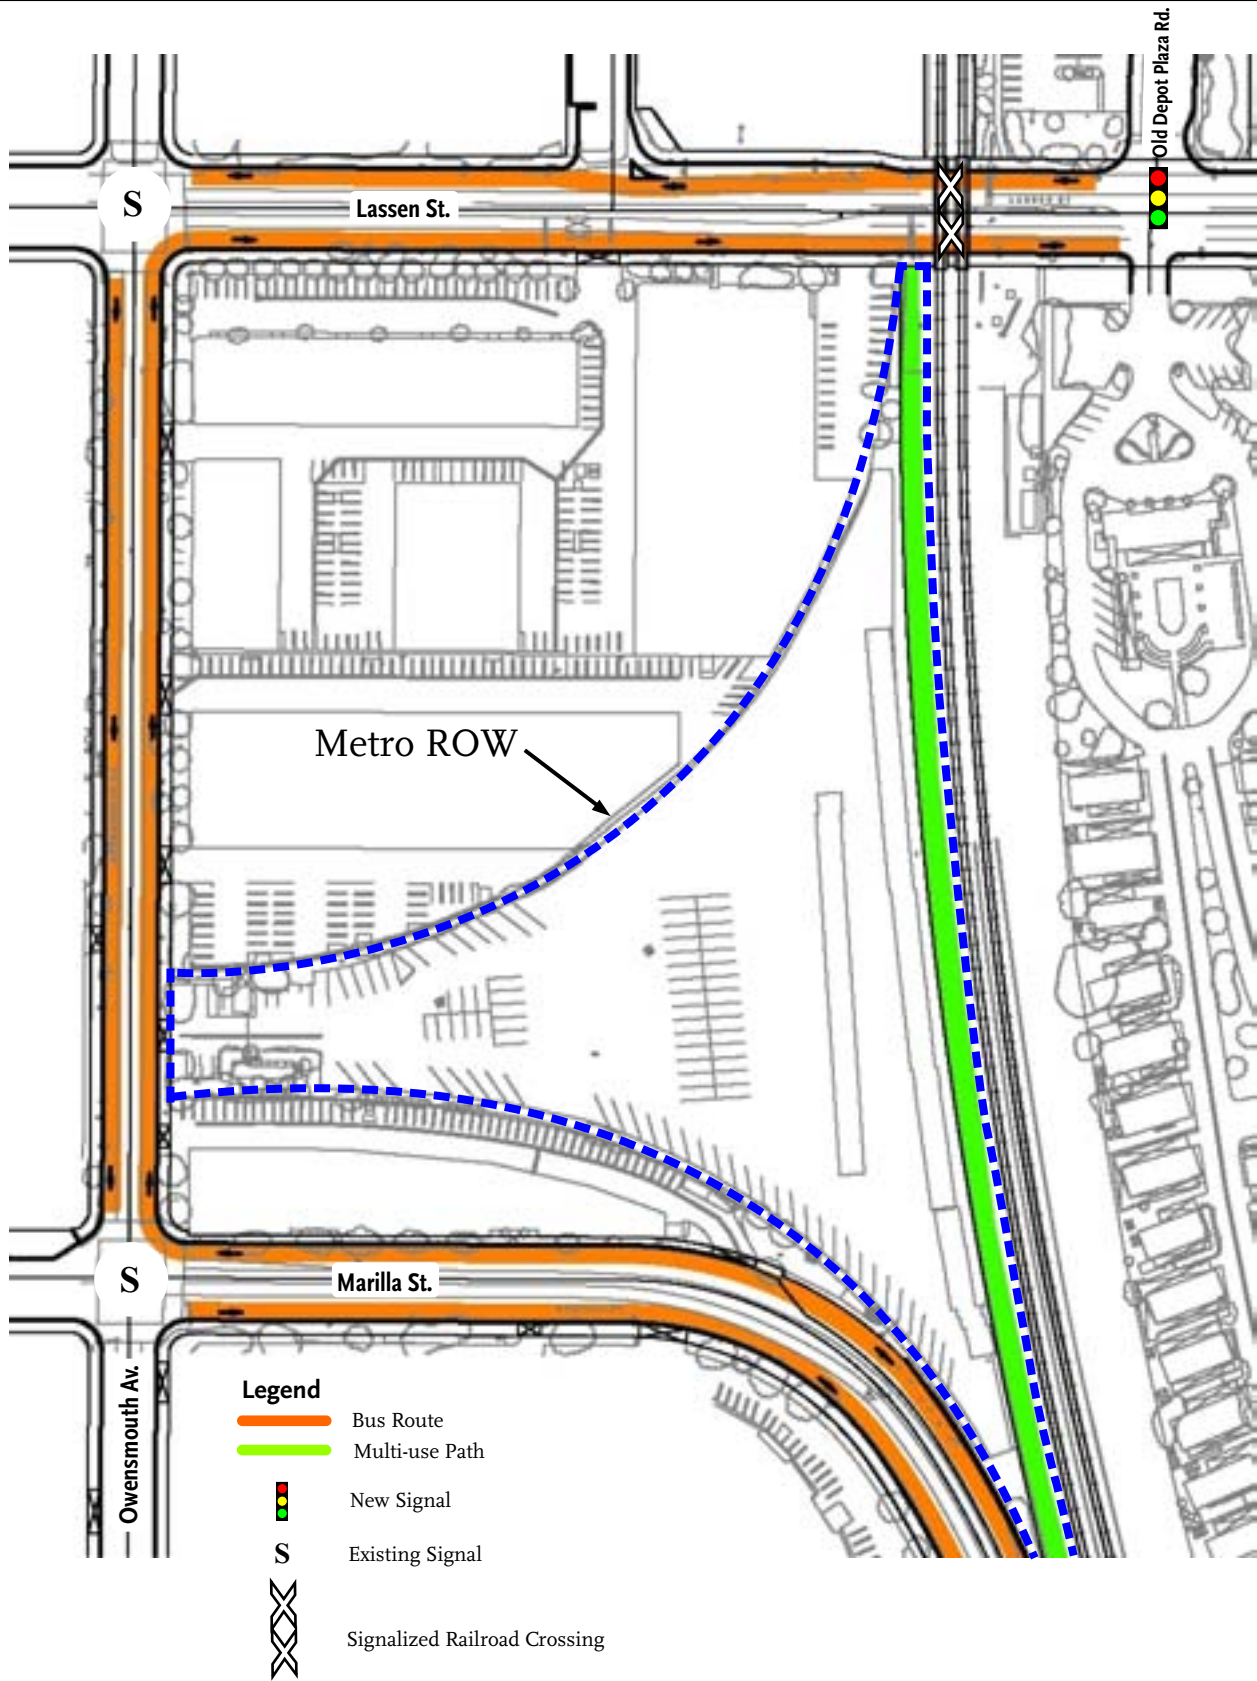 Old Depot Plaza Rd.
S
Lassen St.
Metro ROW
S
Marilla St.
Owensmouth Av.
Legend
Bus Route
Multi-use Path
New Signal
S
Existing Signal
Signalized Railroad Crossing